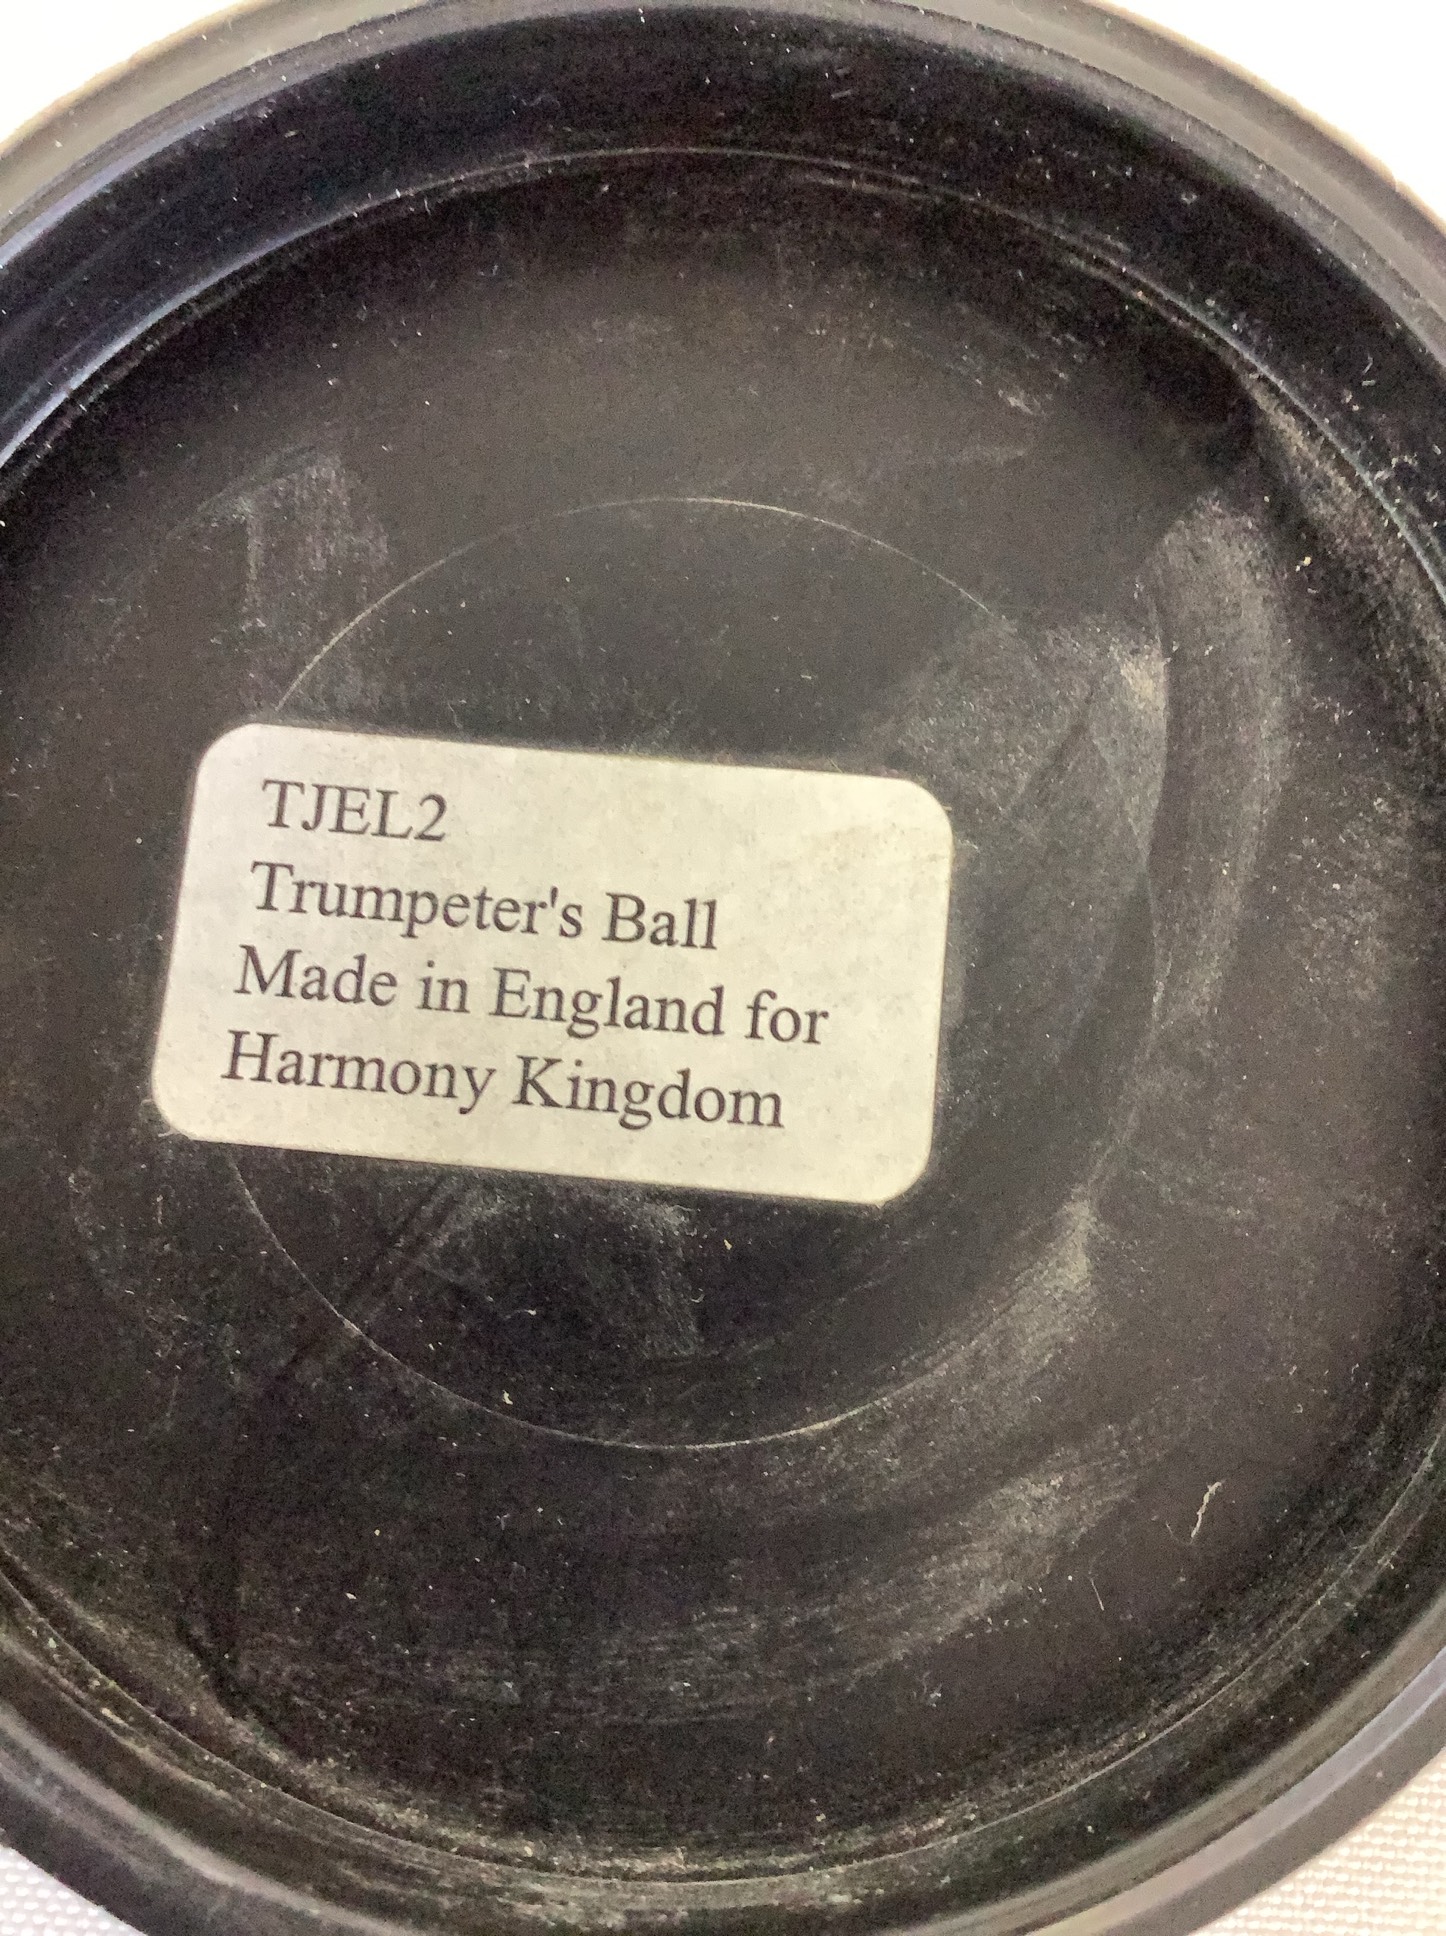 TJEL2
Trumpeter's Ball
Made in England for
Harmony Kingdom